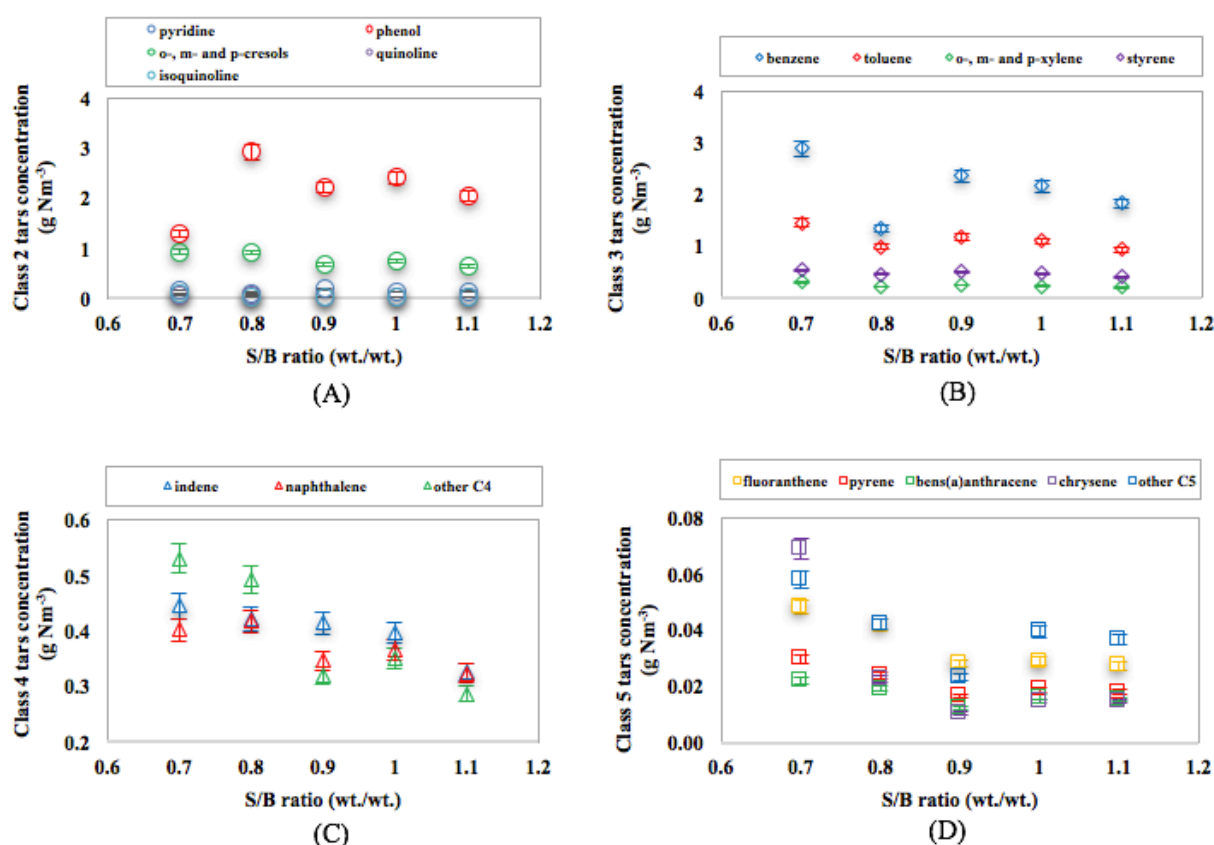 pyridine phenol
o-, m- and p-cresols quinoline
isoquinoline
Class 2 tars concentration
(g Nm⁻³)
4
3
2
1
0
0.6 0.7 0.8 0.9 1 1.1 1.2
S/B ratio (wt./wt.)
(A)
benzene toluene o-, m- and p-xylene styrene
Class 3 tars concentration
(g Nm⁻³)
4
3
2
1
0
0.6 0.7 0.8 0.9 1 1.1 1.2
S/B ratio (wt./wt.)
(B)
indene naphthalene other C4
Class 4 tars concentration
(g Nm⁻³)
0.6
0.5
0.4
0.3
0.2
0.6 0.7 0.8 0.9 1 1.1 1.2
S/B ratio (wt./wt.)
(C)
fluoranthene pyrene bens(a)anthracene chrysene other C5
Class 5 tars concentration
(g Nm⁻³)
0.08
0.06
0.04
0.02
0.00
0.6 0.7 0.8 0.9 1 1.1 1.2
S/B ratio (wt./wt.)
(D)